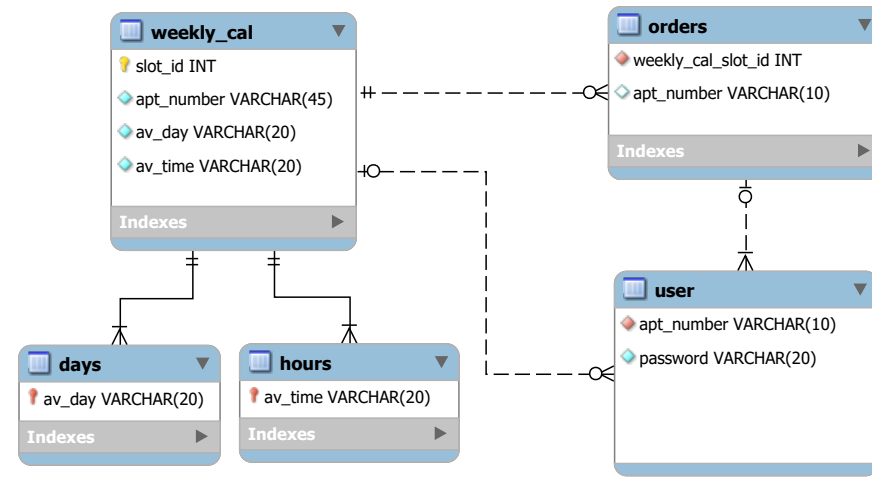 weekly_cal
slot_id INT
apt_number VARCHAR(45)
av_day VARCHAR(20)
av_time VARCHAR(20)
Indexes
orders
weekly_cal_slot_id INT
apt_number VARCHAR(10)
Indexes
days
av_day VARCHAR(20)
Indexes
hours
av_time VARCHAR(20)
Indexes
user
apt_number VARCHAR(10)
password VARCHAR(20)